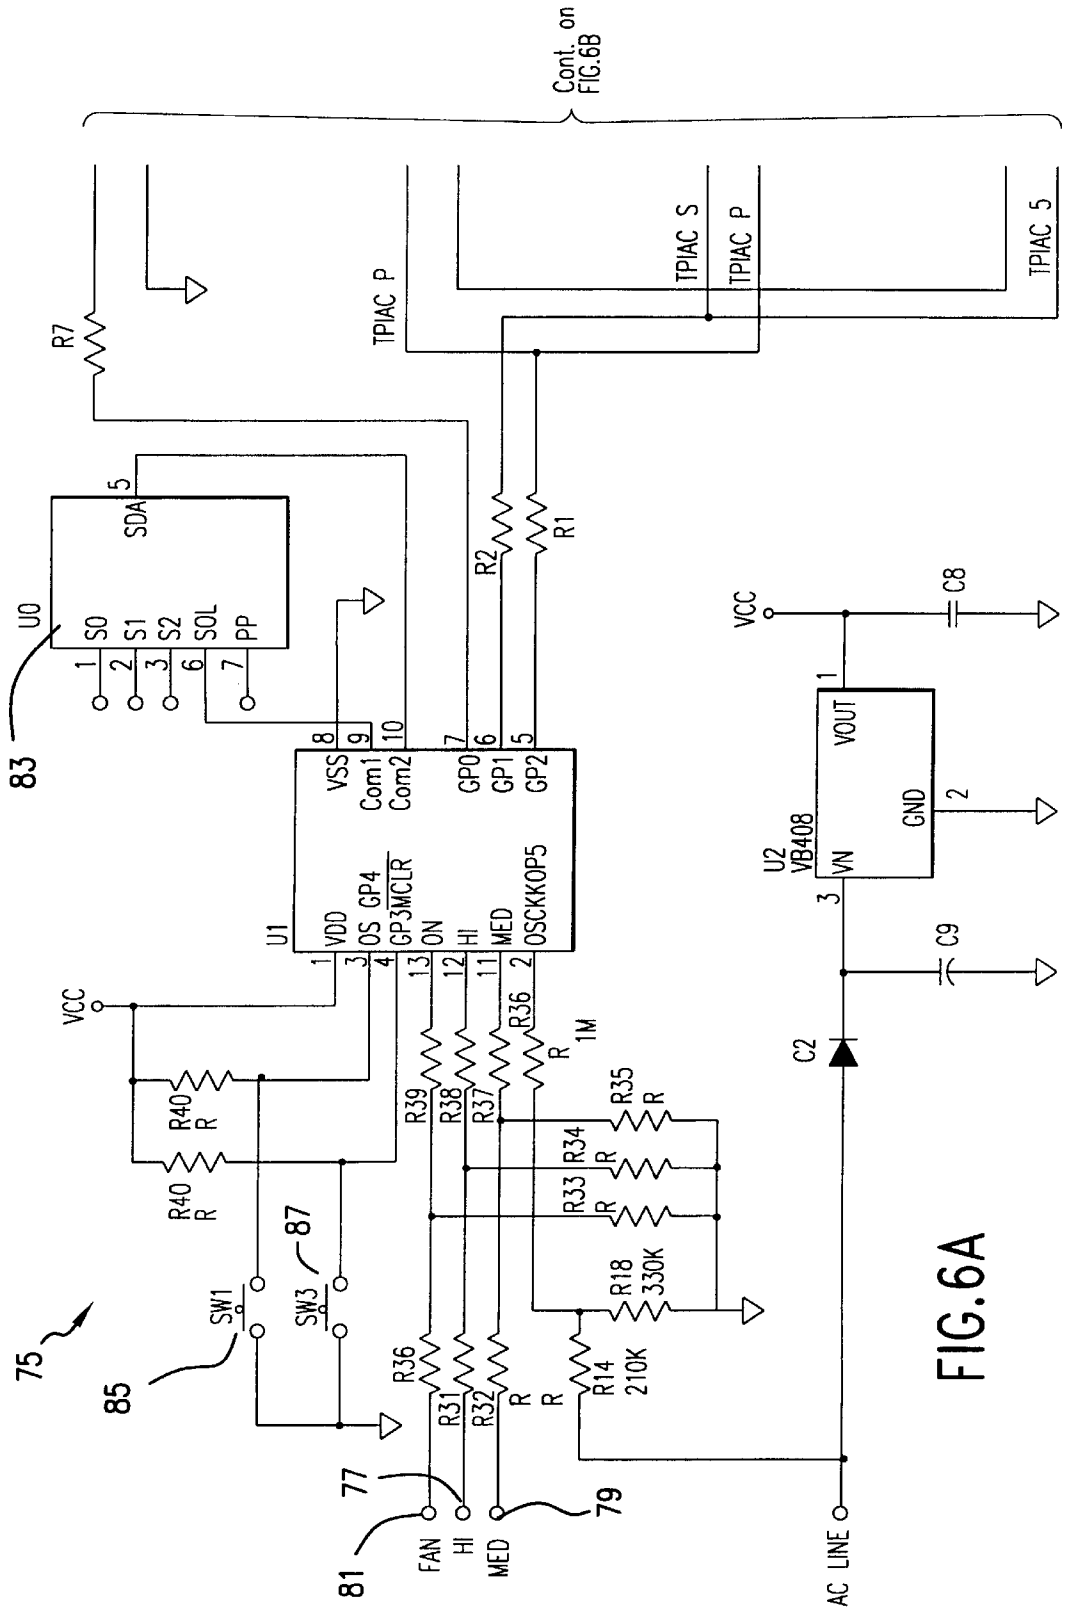 75
85
SW1
87
SW3
R40
R
R40
R
VCC
83
U0
1 S0
2 S1
3 S2
6 SOL
7 PP
SDA 5
R7
Cont. on
FIG.6B
U1
1 VDD
3 OS GP4
4 GP3MCLR
13 ON
12 HI
11 MED
2 OSCKKOP5
VSS 8
Com1 9
Com2 10
GP0 7
GP1 6
GP2 5
R2
R1
TPIAC P
TPIAC S
TPIAC P
TPIAC 5
81
77
79
FAN
HI
MED
R36
R31
R32
R
R
R39
R38
R37
R36
R
1M
R33
R
R34
R
R35
R
R14
210K
R18
330K
AC LINE
C2
C9
U2
VB408
3 VN
VOUT 1
GND 2
VCC
C8
FIG.6A